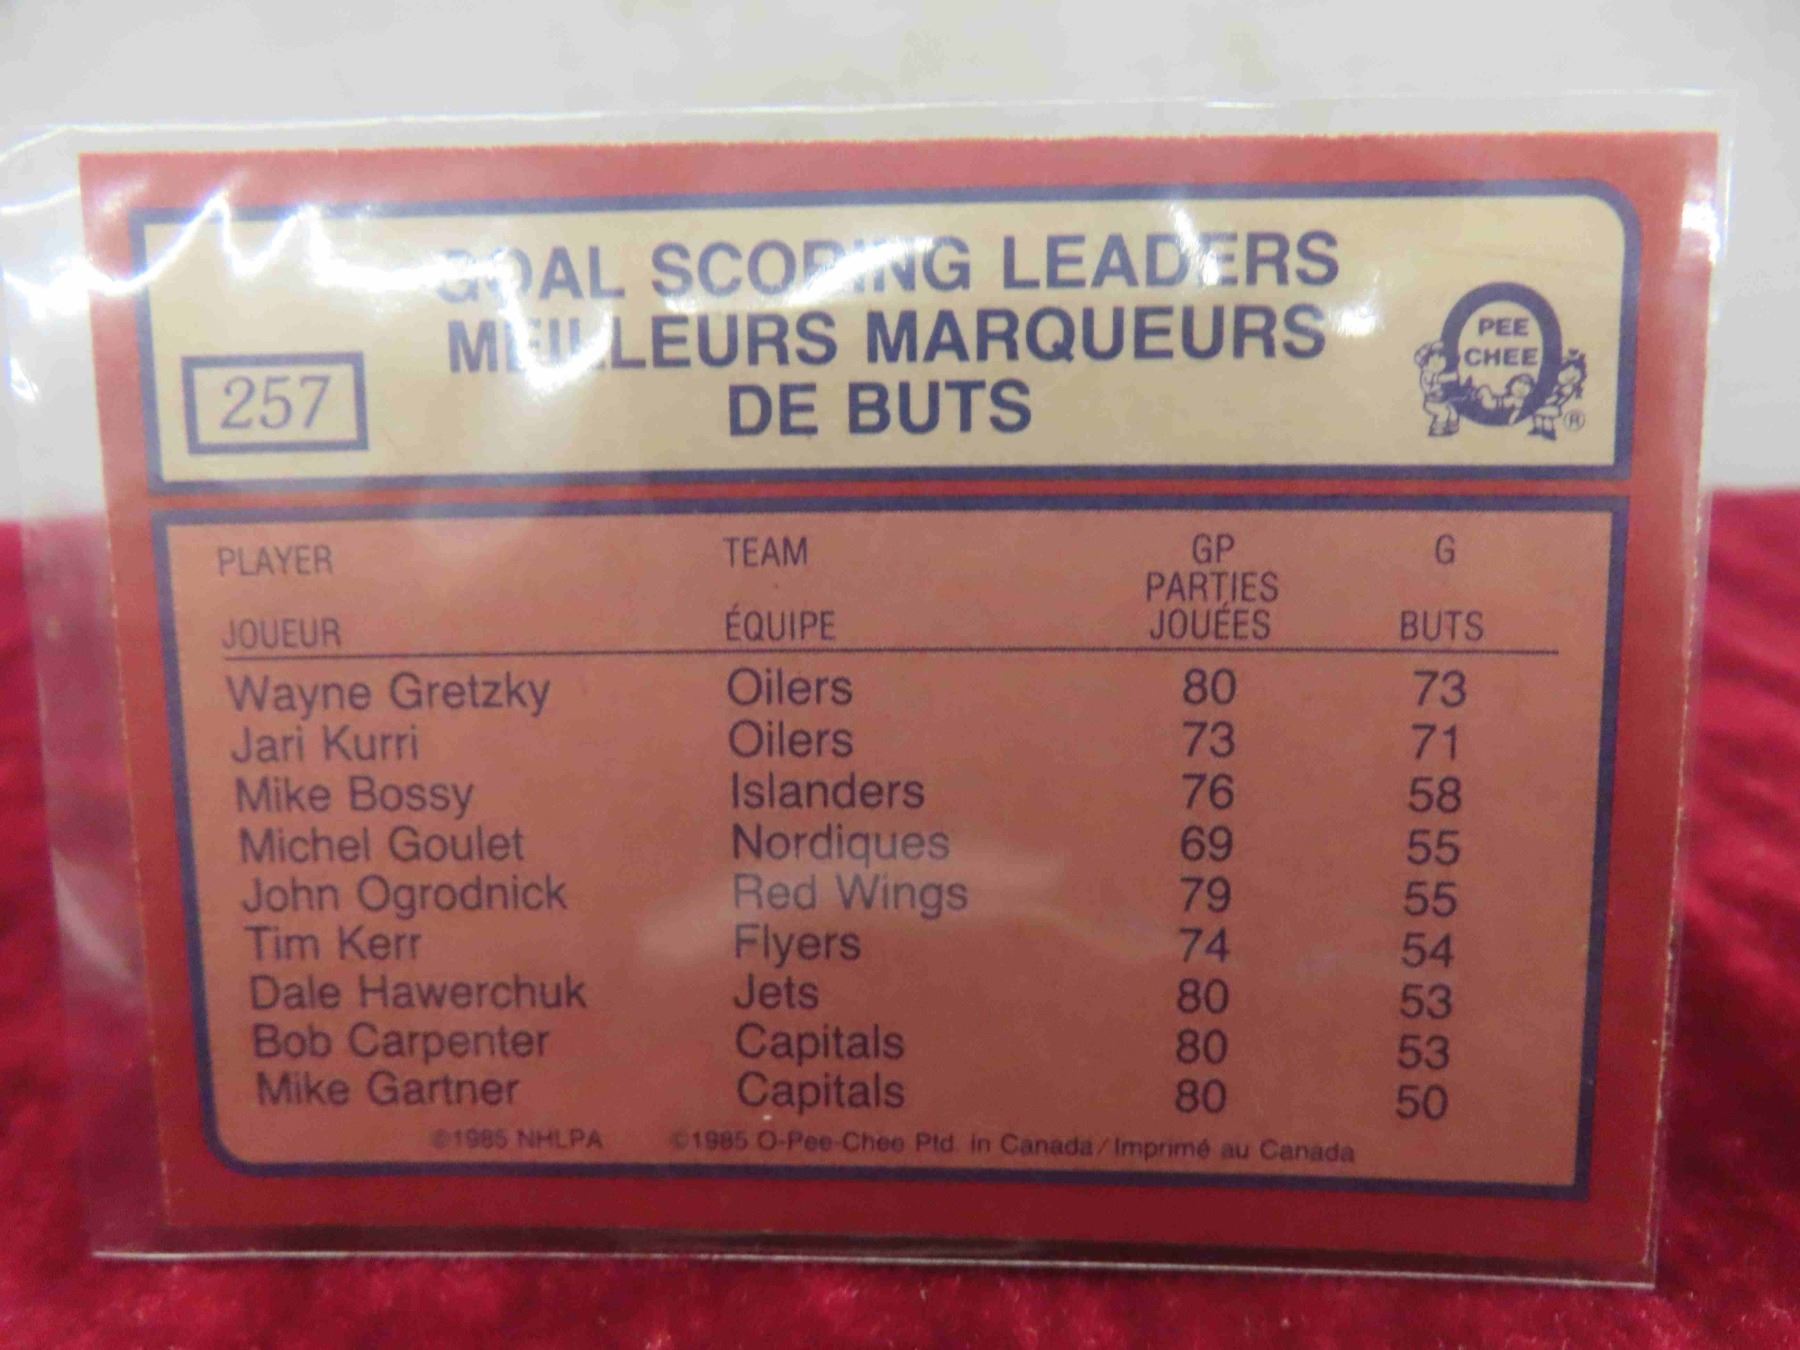 GOAL SCORING LEADERS
MEILLEURS MARQUEURS
DE BUTS
257
PEE
CHEE
®
PLAYER TEAM GP G
PARTIES
JOUEUR ÉQUIPE JOUÉES BUTS
Wayne Gretzky Oilers 80 73
Jari Kurri Oilers 73 71
Mike Bossy Islanders 76 58
Michel Goulet Nordiques 69 55
John Ogrodnick Red Wings 79 55
Tim Kerr Flyers 74 54
Dale Hawerchuk Jets 80 53
Bob Carpenter Capitals 80 53
Mike Gartner Capitals 80 50
©1985 NHLPA ©1985 O-Pee-Chee Ptd. in Canada/Imprimé au Canada